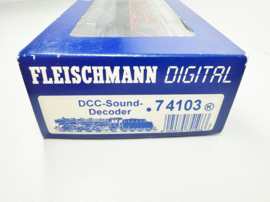 FLEISCHMANN DIGITAL
DCC-Sound-
Decoder
.74103 R